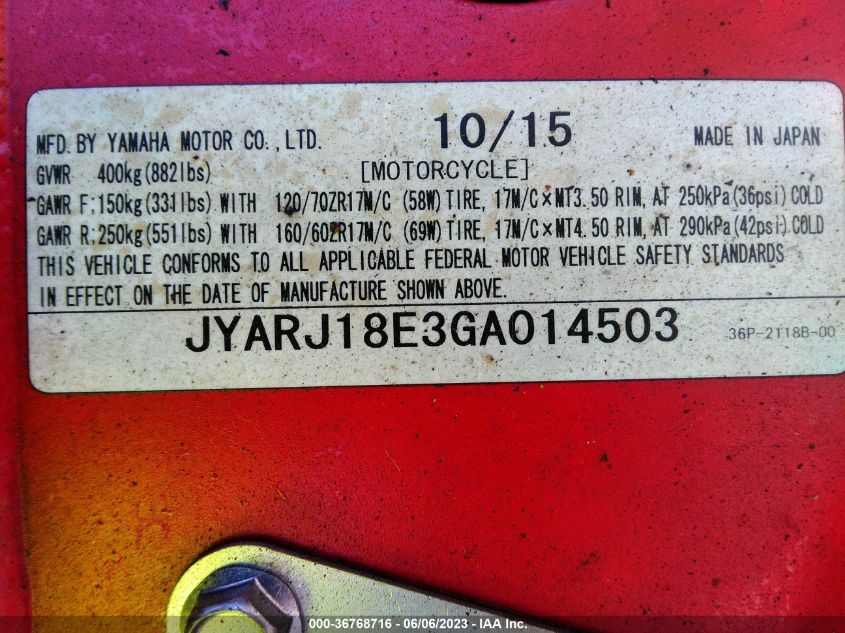 MFD. BY YAMAHA MOTOR CO., LTD. 10/15 MADE IN JAPAN
GVWR 400kg(882lbs) [MOTORCYCLE]
GAWR F:150kg(331lbs) WITH 120/70ZR17M/C (58W) TIRE, 17M/C×MT3.50 RIM, AT 250kPa(36psi) COLD
GAWR R:250kg(551lbs) WITH 160/60ZR17M/C (69W) TIRE, 17M/C×MT4.50 RIM, AT 290kPa(42psi) COLD
THIS VEHICLE CONFORMS TO ALL APPLICABLE FEDERAL MOTOR VEHICLE SAFETY STANDARDS
IN EFFECT ON THE DATE OF MANUFACTURE SHOWN ABOVE.
JYARJ18E3GA014503 36P-2118B-00
000-36768716 - 06/06/2023 - IAA Inc.